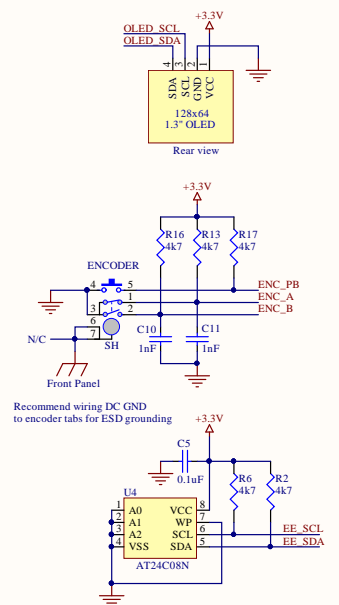 +3.3V
OLED_SCL
OLED_SDA
4 3 2 1
SDA SCL GND VCC
128x64
1.3" OLED
Rear view
+3.3V
R16 R13 R17
4k7 4k7 4k7
ENCODER
4 5 ENC_PB
1 ENC_A
3 2 ENC_B
6 C10 C11
N/C 7 1nF 1nF
SH
Front Panel
Recommend wiring DC GND
to encoder tabs for ESD grounding
+3.3V
C5
0.1uF
R6 R2
4k7 4k7
U4
1 A0 VCC 8
2 A1 WP 7
3 A2 SCL 6 EE_SCL
4 VSS SDA 5 EE_SDA
AT24C08N